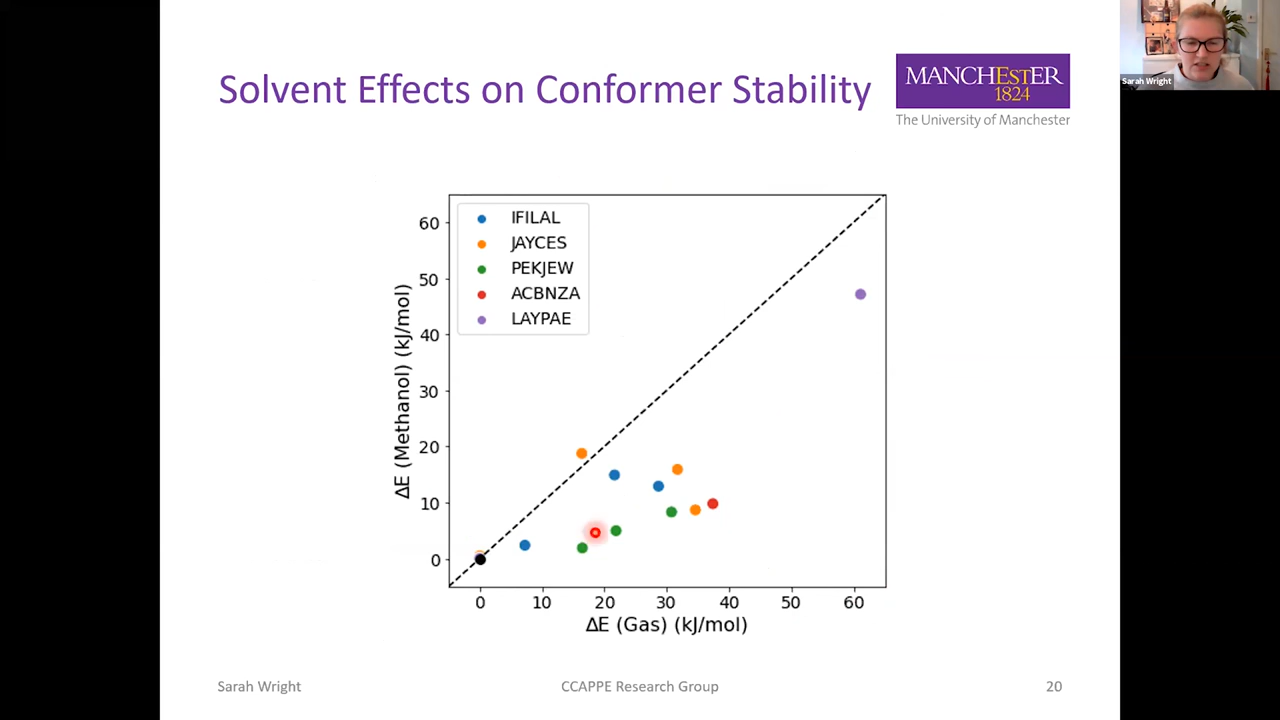 Solvent Effects on Conformer Stability
MANCHESTER
1824
The University of Manchester
Sarah Wright
IFILAL
JAYCES
PEKJEW
ACBNZA
LAYPAE
ΔE (Methanol) (kJ/mol)
60
50
40
30
20
10
0
0 10 20 30 40 50 60
ΔE (Gas) (kJ/mol)
Sarah Wright
CCAPPE Research Group
20